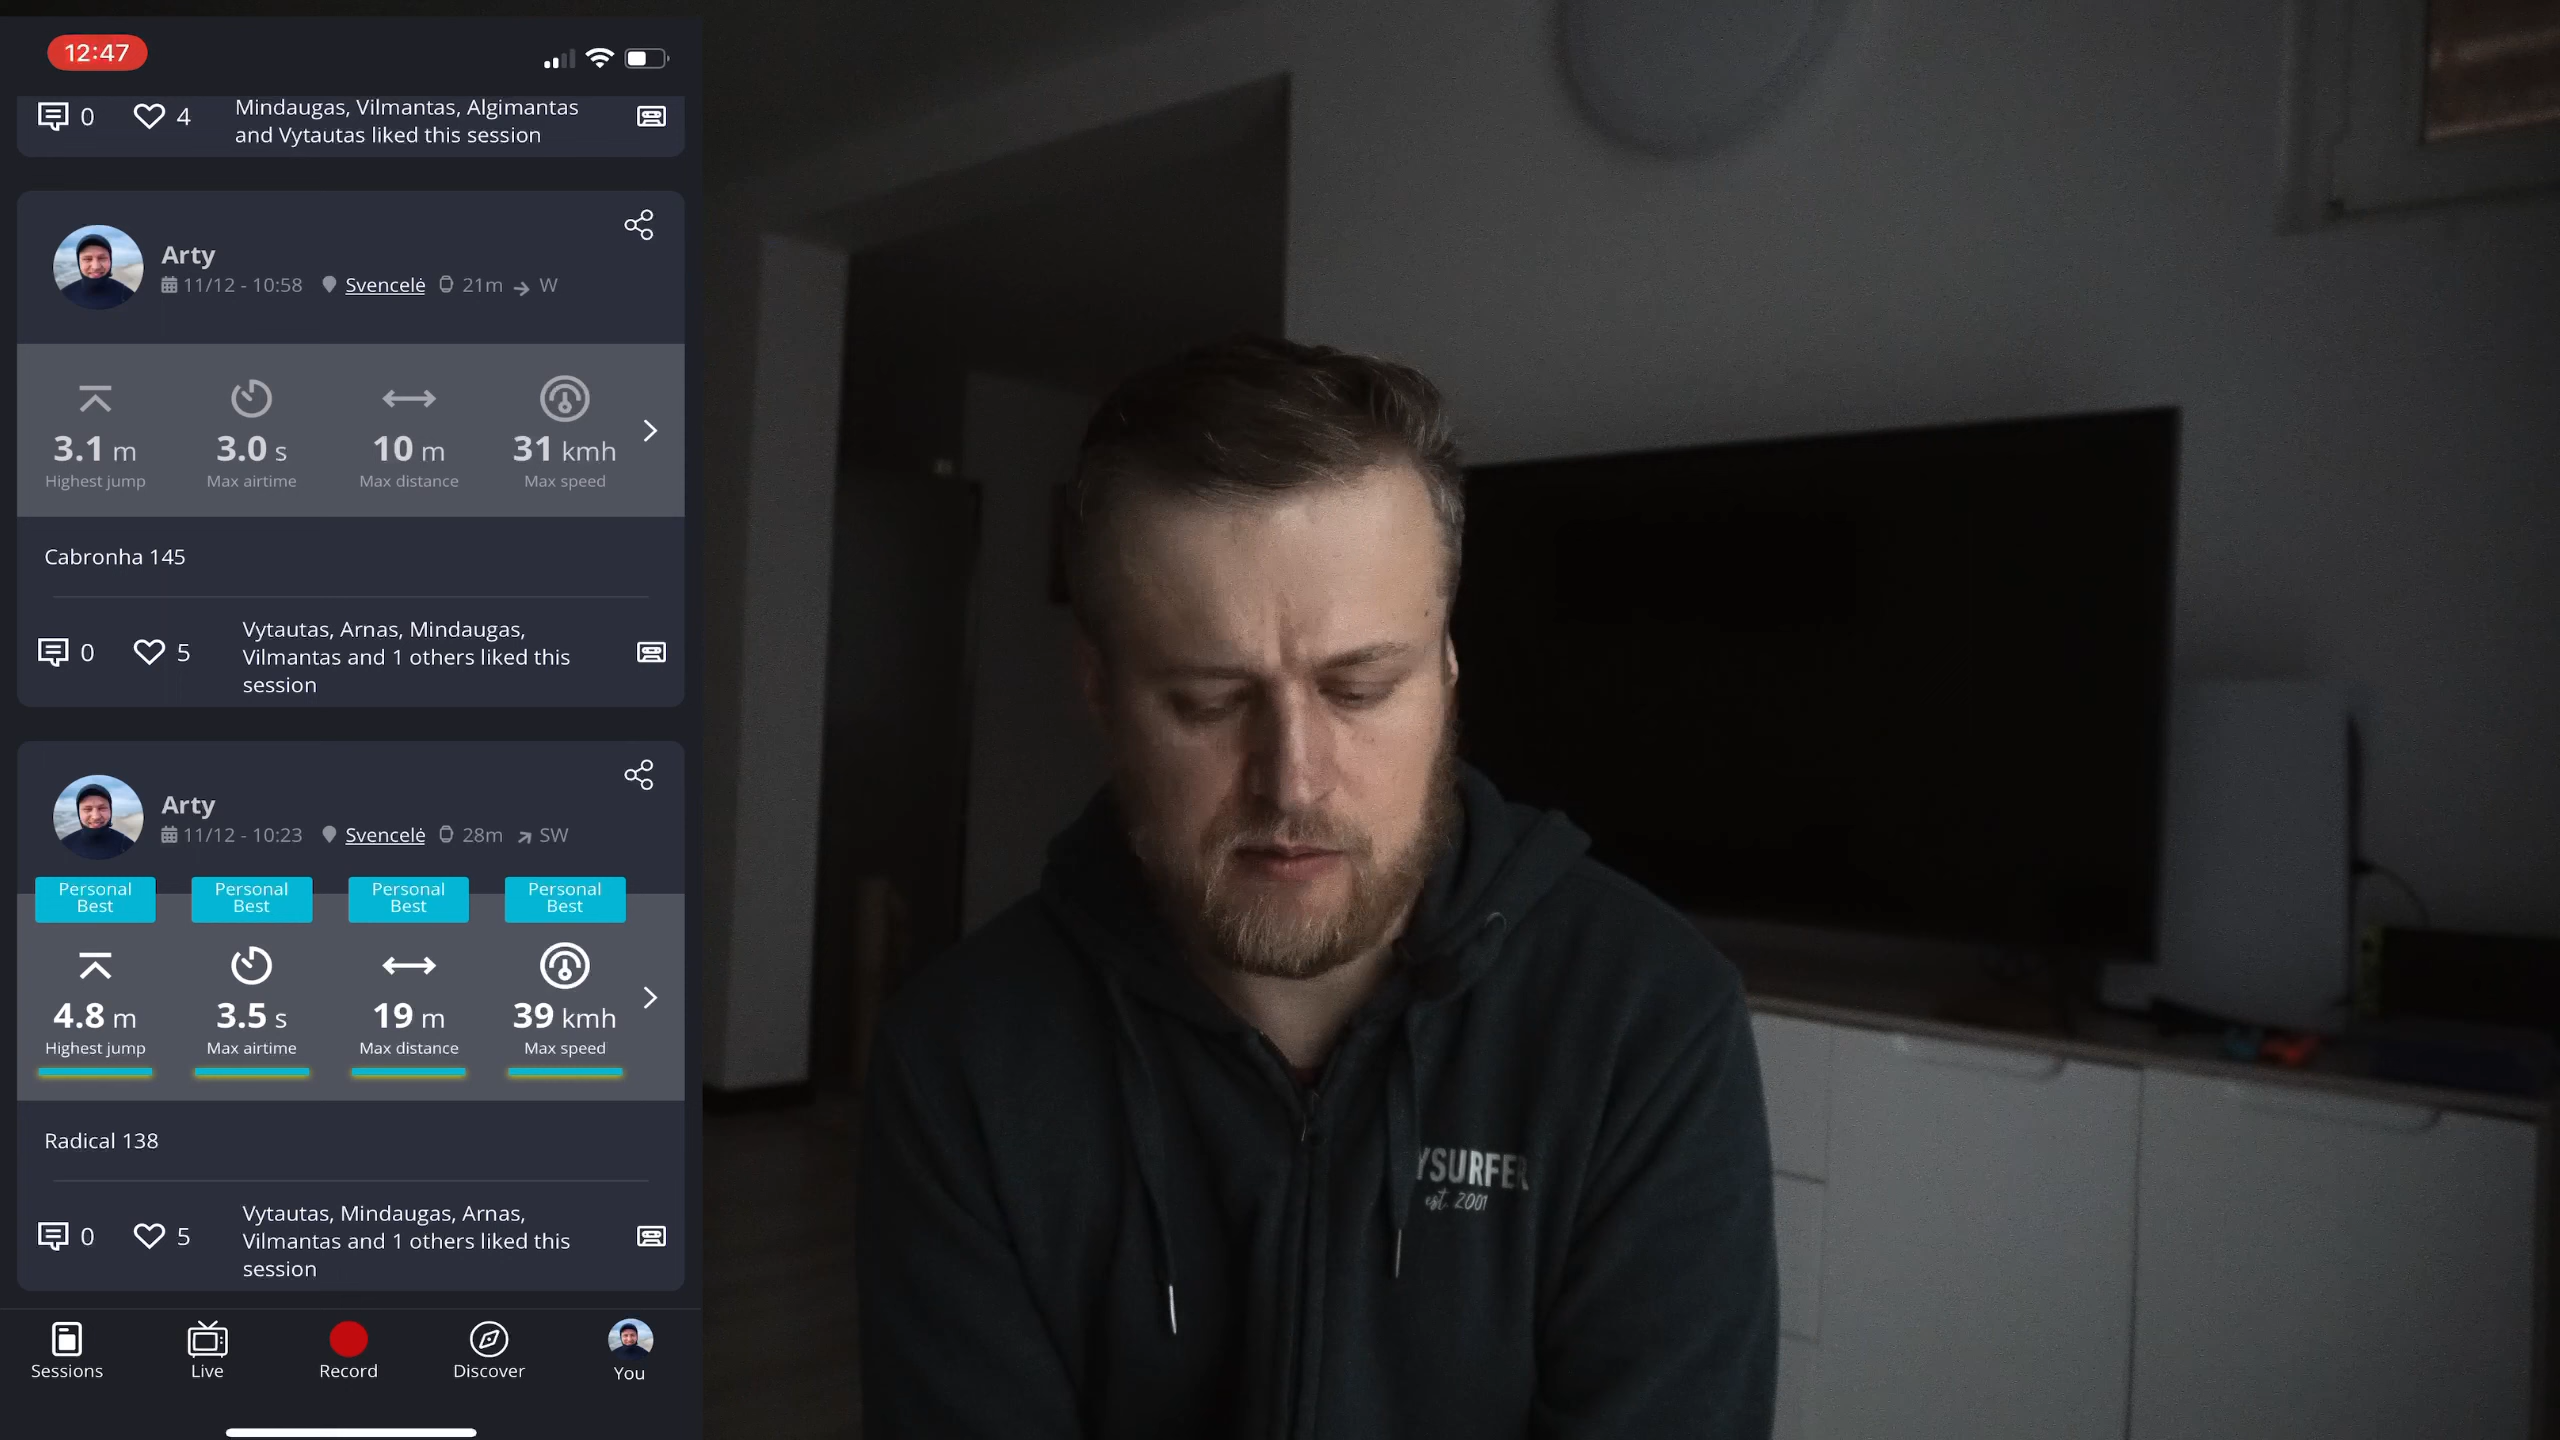 12:47
0 4 Mindaugas, Vilmantas, Algimantas
and Vytautas liked this session
Arty
11/12 - 10:58 Svencelė 21m W
3.1 m 3.0 s 10 m 31 kmh
Highest jump Max airtime Max distance Max speed
Cabronha 145
Vytautas, Arnas, Mindaugas,
0 5 Vilmantas and 1 others liked this
session
Arty
11/12 - 10:23 Svencelė 28m SW
Personal Best Personal Best Personal Best Personal Best
4.8 m 3.5 s 19 m 39 kmh
Highest jump Max airtime Max distance Max speed
Radical 138
Vytautas, Mindaugas, Arnas,
0 5 Vilmantas and 1 others liked this
session
Sessions Live Record Discover You
YSURFER
est. 2001